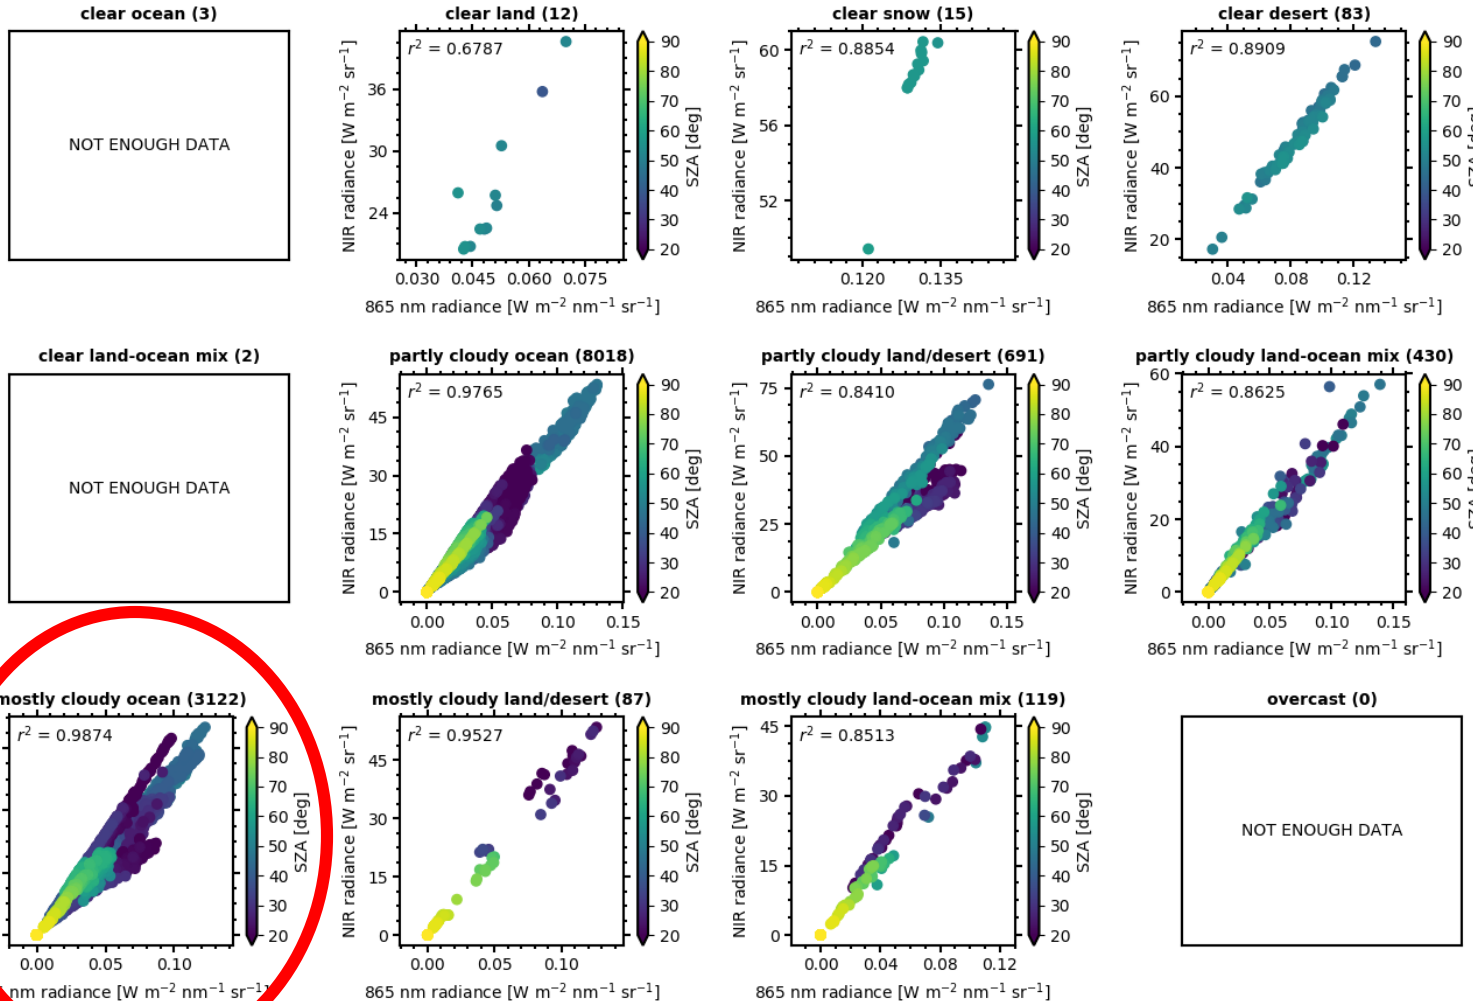 clear ocean (3)
NOT ENOUGH DATA
clear land (12)
r² = 0.6787
NIR radiance [W m⁻² sr⁻¹]
36
30
24
0.030 0.045 0.060 0.075
865 nm radiance [W m⁻² nm⁻¹ sr⁻¹]
90
80
70
60
50
40
30
20
SZA [deg]
clear snow (15)
r² = 0.8854
NIR radiance [W m⁻² sr⁻¹]
60
56
52
0.120 0.135
865 nm radiance [W m⁻² nm⁻¹ sr⁻¹]
90
80
70
60
50
40
30
20
SZA [deg]
clear desert (83)
r² = 0.8909
NIR radiance [W m⁻² sr⁻¹]
60
40
20
0.04 0.08 0.12
865 nm radiance [W m⁻² nm⁻¹ sr⁻¹]
90
80
70
60
50
40
30
20
SZA [deg]
clear land-ocean mix (2)
NOT ENOUGH DATA
partly cloudy ocean (8018)
r² = 0.9765
NIR radiance [W m⁻² sr⁻¹]
45
30
15
0
0.00 0.05 0.10 0.15
865 nm radiance [W m⁻² nm⁻¹ sr⁻¹]
90
80
70
60
50
40
30
20
SZA [deg]
partly cloudy land/desert (691)
r² = 0.8410
NIR radiance [W m⁻² sr⁻¹]
75
50
25
0
0.00 0.05 0.10 0.15
865 nm radiance [W m⁻² nm⁻¹ sr⁻¹]
90
80
70
60
50
40
30
20
SZA [deg]
partly cloudy land-ocean mix (430)
r² = 0.8625
NIR radiance [W m⁻² sr⁻¹]
60
40
20
0
0.00 0.05 0.10 0.15
865 nm radiance [W m⁻² nm⁻¹ sr⁻¹]
90
80
70
60
50
40
30
20
SZA [deg]
mostly cloudy ocean (3122)
r² = 0.9874
0.00 0.05 0.10
nm radiance [W m⁻² nm⁻¹ sr⁻¹]
90
80
70
60
50
40
30
20
SZA [deg]
mostly cloudy land/desert (87)
r² = 0.9527
NIR radiance [W m⁻² sr⁻¹]
45
30
15
0
0.00 0.05 0.10
865 nm radiance [W m⁻² nm⁻¹ sr⁻¹]
90
80
70
60
50
40
30
20
SZA [deg]
mostly cloudy land-ocean mix (119)
r² = 0.8513
NIR radiance [W m⁻² sr⁻¹]
45
30
15
0
0.00 0.04 0.08 0.12
865 nm radiance [W m⁻² nm⁻¹ sr⁻¹]
90
80
70
60
50
40
30
20
SZA [deg]
overcast (0)
NOT ENOUGH DATA